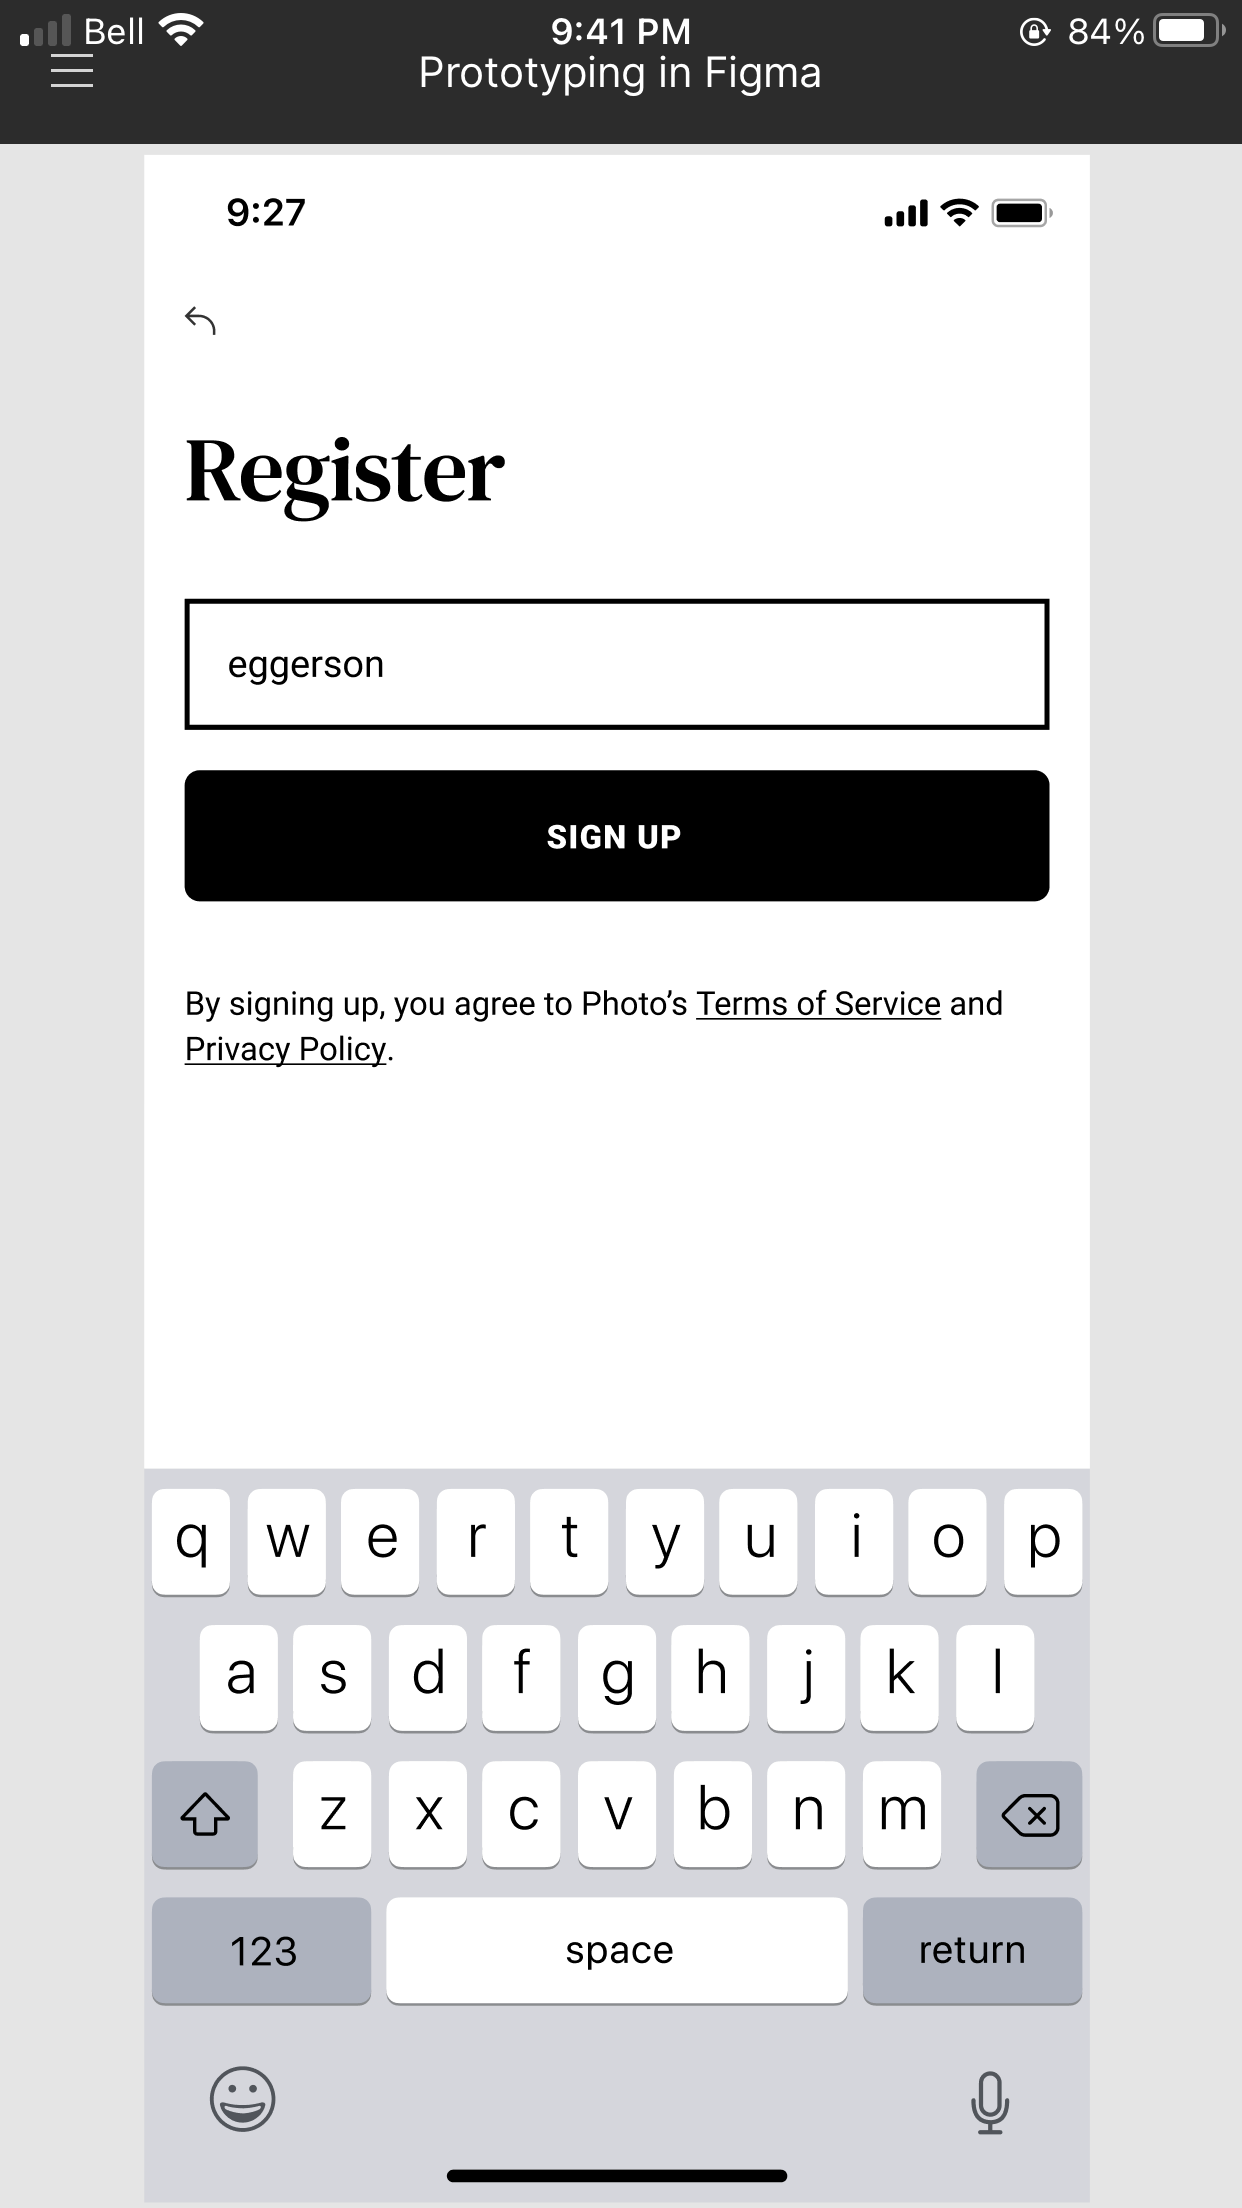 Bell 9:41 PM 84%
Prototyping in Figma
9:27
Register
eggerson
SIGN UP
By signing up, you agree to Photo’s Terms of Service and
Privacy Policy.
q w e r t y u i o p
a s d f g h j k l
z x c v b n m
123 space return